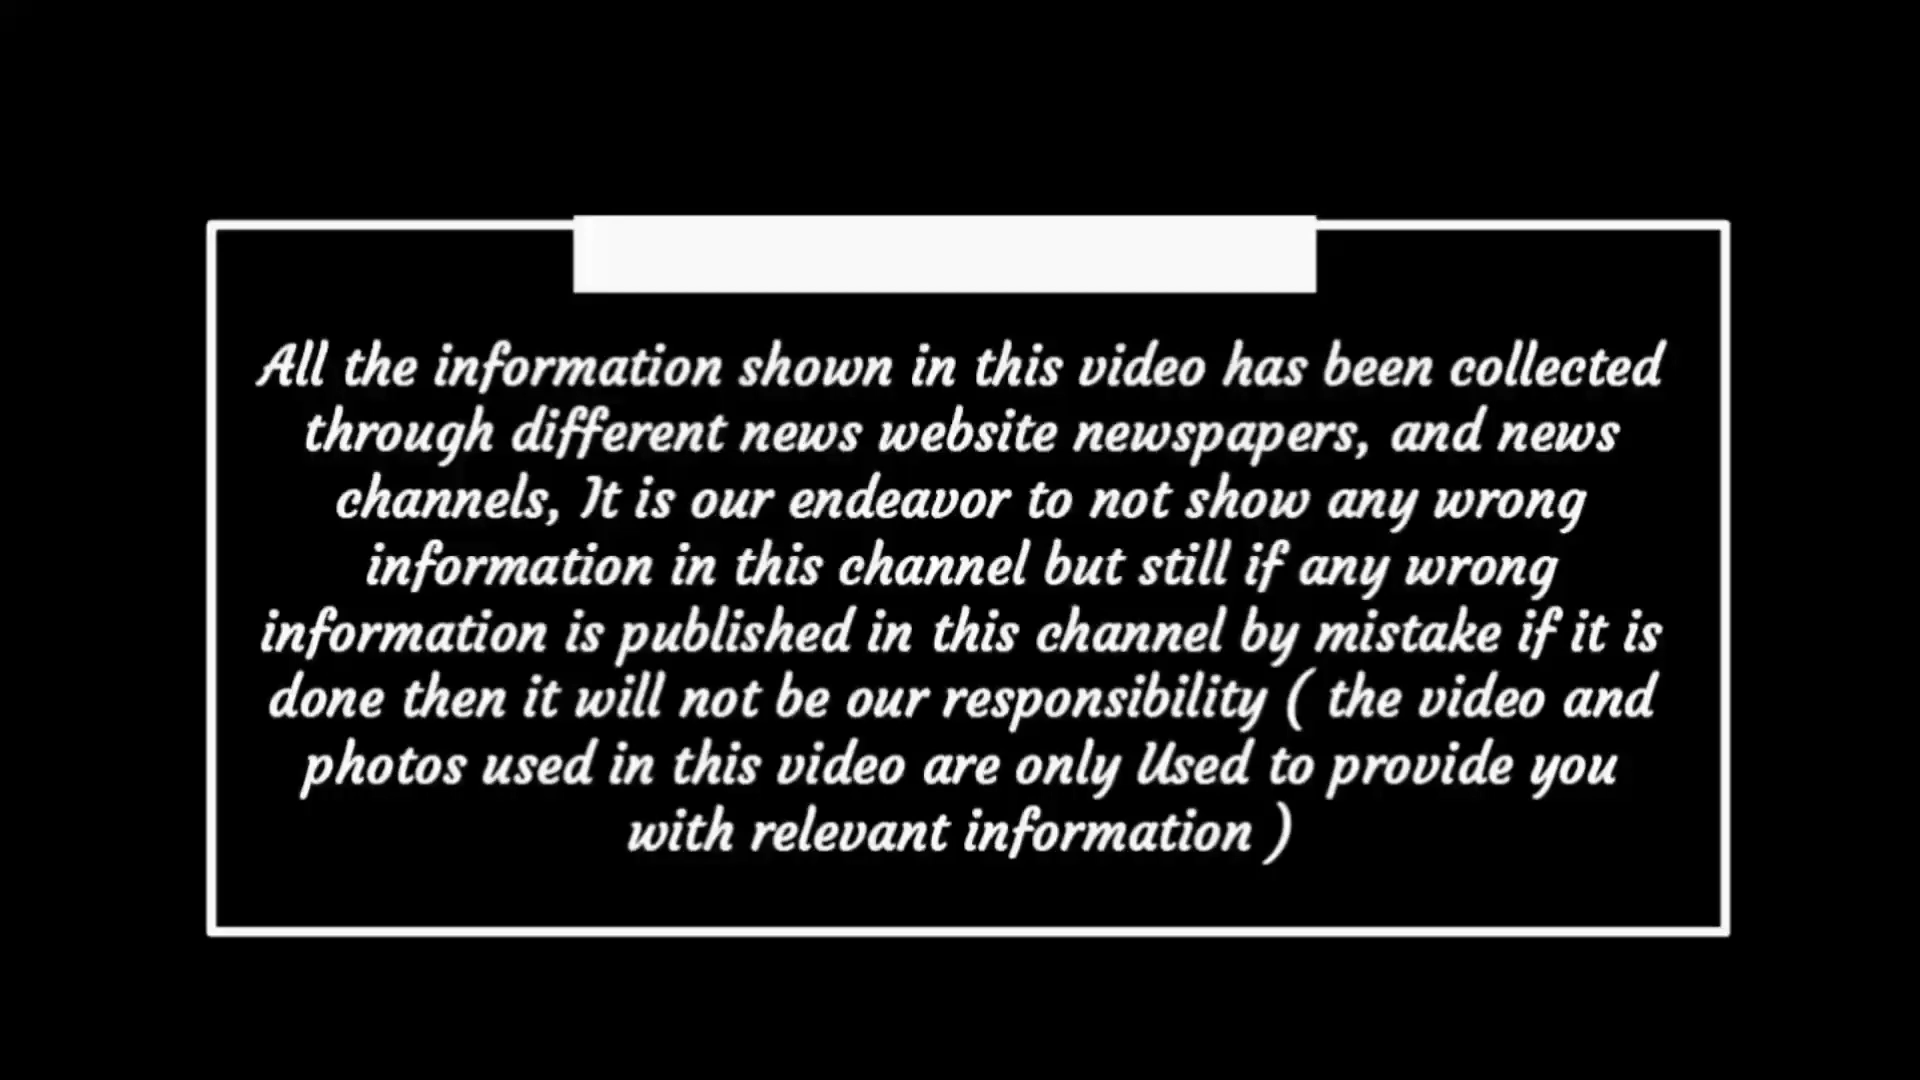 All the information shown in this video has been collected
through different news website newspapers, and news
channels, It is our endeavor to not show any wrong
information in this channel but still if any wrong
information is published in this channel by mistake if it is
done then it will not be our responsibility ( the video and
photos used in this video are only Used to provide you
with relevant information )